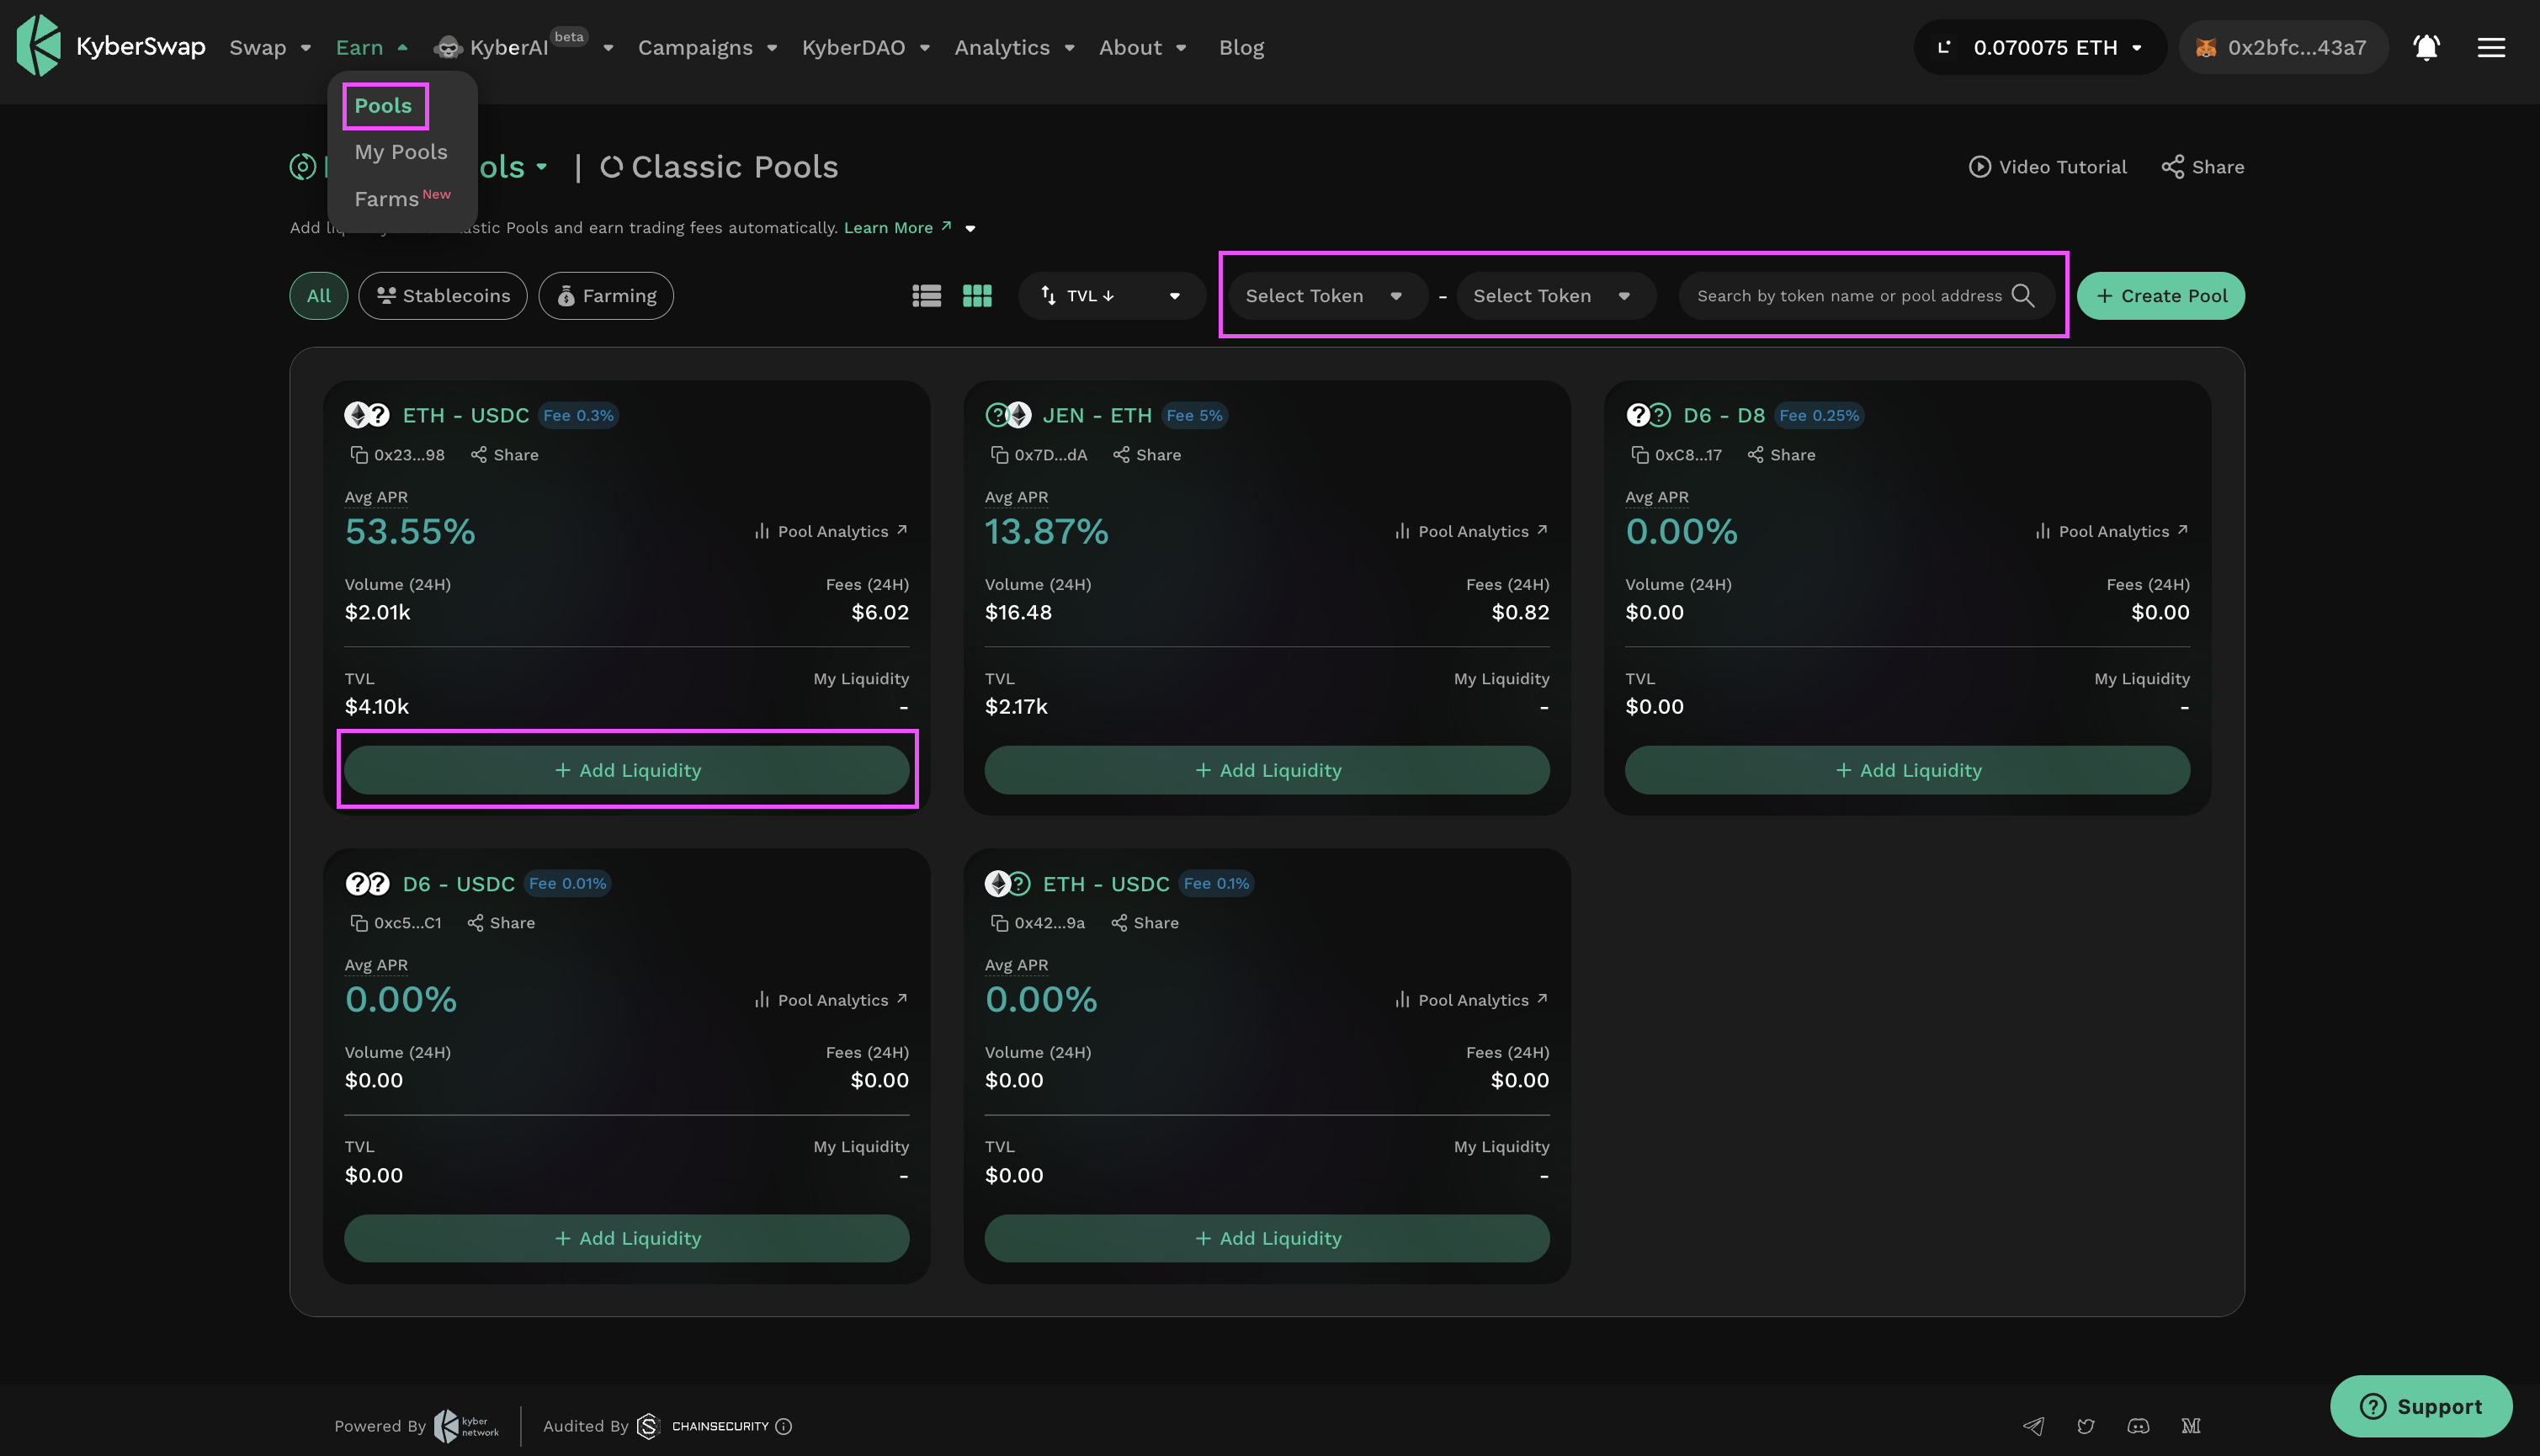 KyberSwap Swap Earn KyberAI beta Campaigns KyberDAO Analytics About Blog 0.070075 ETH 0x2bfc...43a7
Pools
My Pools
Farms New
ols | Classic Pools Video Tutorial Share
Add li astic Pools and earn trading fees automatically. Learn More ↗
All Stablecoins Farming TVL ↓ Select Token - Select Token Search by token name or pool address + Create Pool
ETH - USDC Fee 0.3%
0x23...98 Share
Avg APR
53.55% Pool Analytics ↗
Volume (24H) Fees (24H)
$2.01k $6.02
TVL My Liquidity
$4.10k -
+ Add Liquidity
JEN - ETH Fee 5%
0x7D...dA Share
Avg APR
13.87% Pool Analytics ↗
Volume (24H) Fees (24H)
$16.48 $0.82
TVL My Liquidity
$2.17k -
+ Add Liquidity
D6 - D8 Fee 0.25%
0xC8...17 Share
Avg APR
0.00% Pool Analytics ↗
Volume (24H) Fees (24H)
$0.00 $0.00
TVL My Liquidity
$0.00 -
+ Add Liquidity
D6 - USDC Fee 0.01%
0xc5...C1 Share
Avg APR
0.00% Pool Analytics ↗
Volume (24H) Fees (24H)
$0.00 $0.00
TVL My Liquidity
$0.00 -
+ Add Liquidity
ETH - USDC Fee 0.1%
0x42...9a Share
Avg APR
0.00% Pool Analytics ↗
Volume (24H) Fees (24H)
$0.00 $0.00
TVL My Liquidity
$0.00 -
+ Add Liquidity
Powered By kyber network Audited By CHAINSECURITY
Support